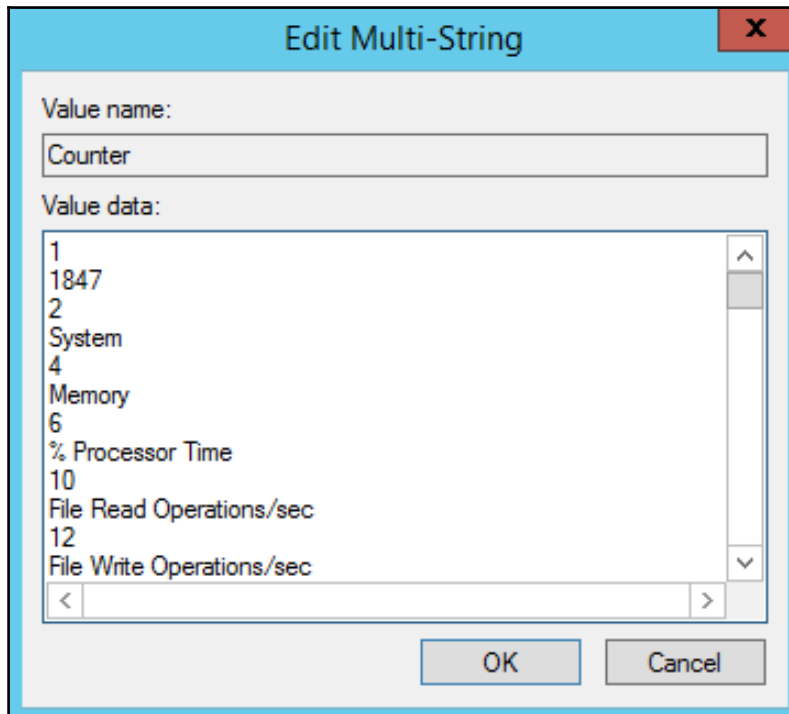 Edit Multi-String
x
Value name:
Counter
Value data:
1
1847
2
System
4
Memory
6
% Processor Time
10
File Read Operations/sec
12
File Write Operations/sec
OK
Cancel